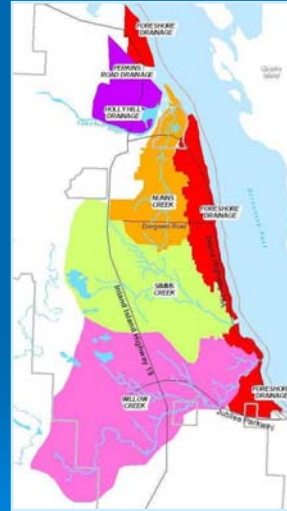 FORESHORE
DRAINAGE
PERKINS
ROAD DRAINAGE
HOLLY HILL
DRAINAGE
NUNNS
CREEK
FORESHORE
DRAINAGE
Evergreen Road
SIMMS
CREEK
Inland Island Highway 19
WILLOW
CREEK
FORESHORE
DRAINAGE
Jubilee Parkway